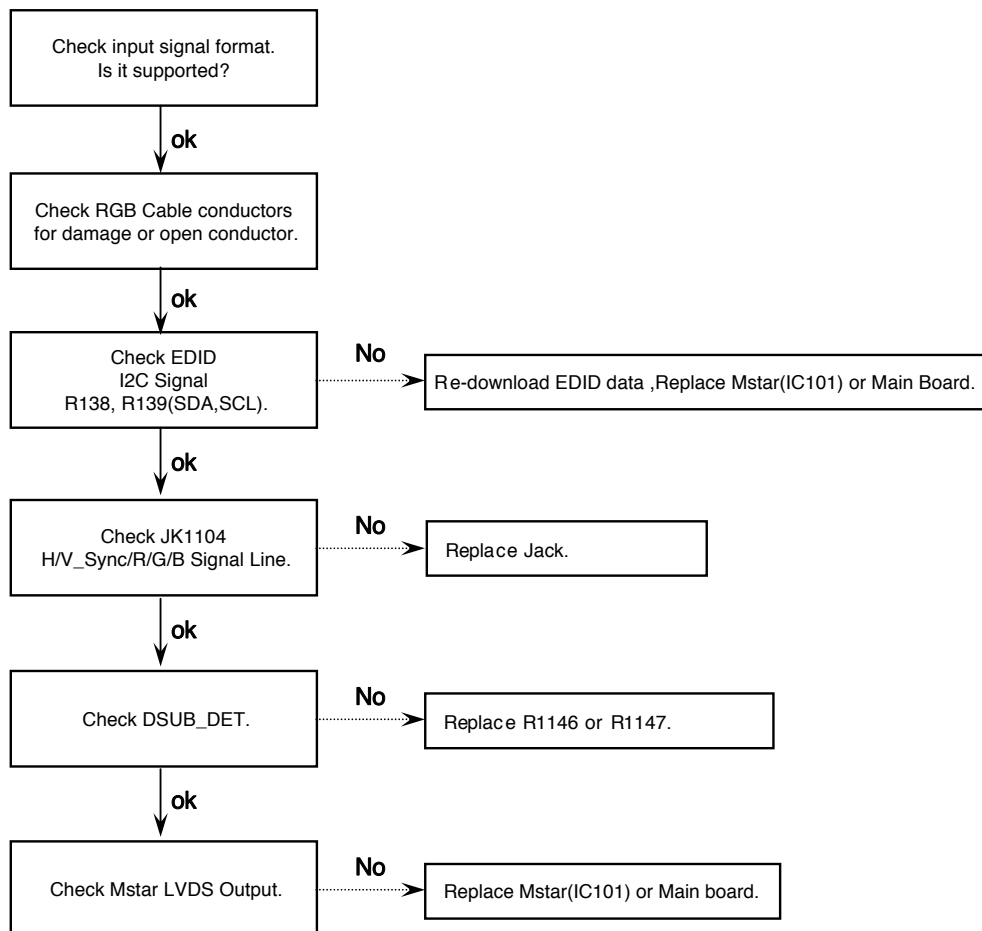 Check input signal format.
Is it supported?
ok
Check RGB Cable conductors
for damage or open conductor.
ok
Check EDID
I2C Signal
R138, R139(SDA,SCL).
No
Re-download EDID data ,Replace Mstar(IC101) or Main Board.
ok
Check JK1104
H/V_Sync/R/G/B Signal Line.
No
Replace Jack.
ok
Check DSUB_DET.
No
Replace R1146 or R1147.
ok
Check Mstar LVDS Output.
No
Replace Mstar(IC101) or Main board.